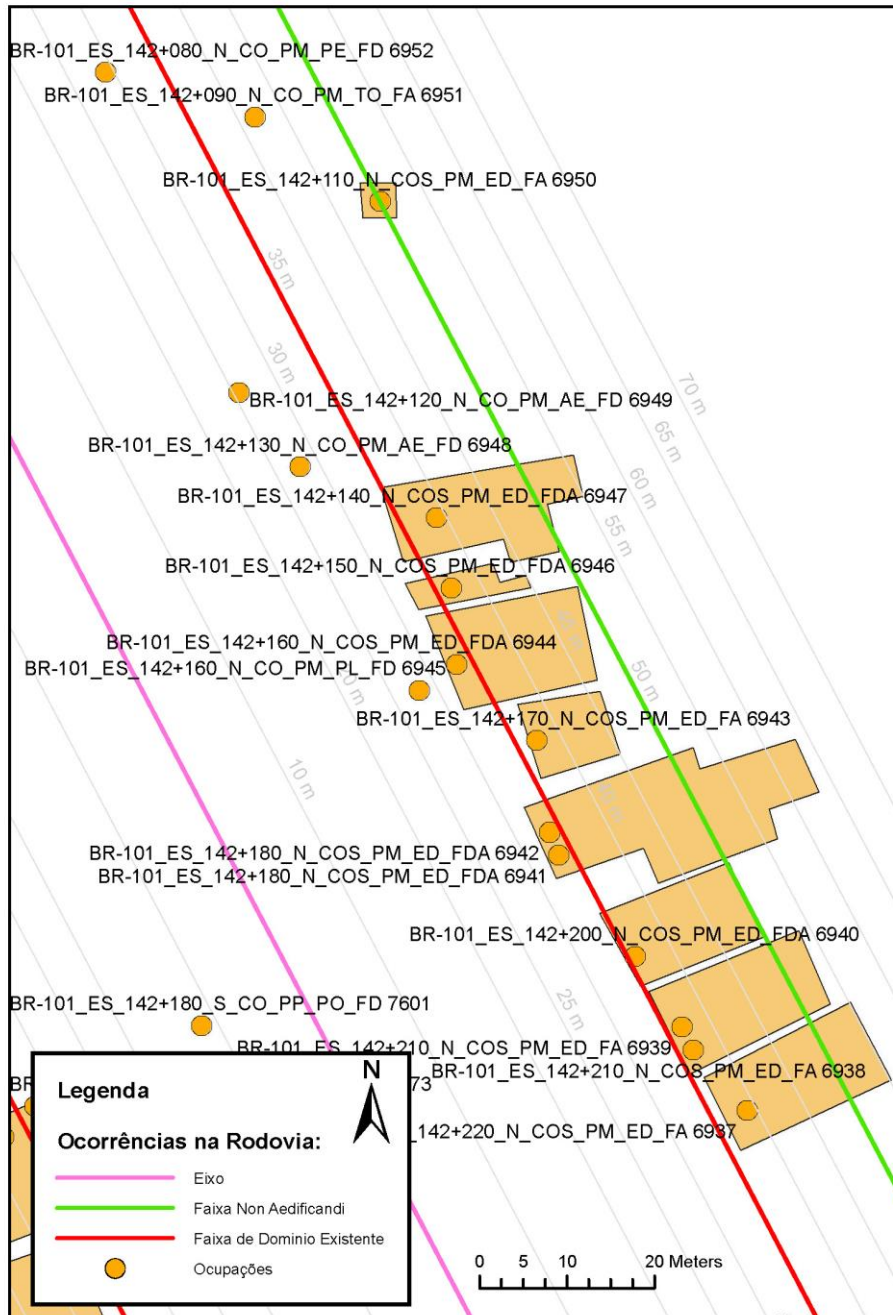 BR-101_ES_142+080_N_CO_PM_PE_FD 6952
BR-101_ES_142+090_N_CO_PM_TO_FA 6951
BR-101_ES_142+110_N_COS_PM_ED_FA 6950
35 m
30 m
70 m
BR-101_ES_142+120_N_CO_PM_AE_FD 6949
65 m
BR-101_ES_142+130_N_CO_PM_AE_FD 6948
60 m
BR-101_ES_142+140_N_COS_PM_ED_FDA 6947
55 m
BR-101_ES_142+150_N_COS_PM_ED_FDA 6946
BR-101_ES_142+160_N_COS_PM_ED_FDA 6944
BR-101_ES_142+160_N_CO_PM_PL_FD 6945
50 m
BR-101_ES_142+170_N_COS_PM_ED_FA 6943
10 m
BR-101_ES_142+180_N_COS_PM_ED_FDA 6942
BR-101_ES_142+180_N_COS_PM_ED_FDA 6941
BR-101_ES_142+200_N_COS_PM_ED_FDA 6940
25 m
BR-101_ES_142+180_S_CO_PP_PO_FD 7601
BR-101_ES_142+210_N_COS_PM_ED_FA 6939
BR-101_ES_142+210_N_COS_PM_ED_FA 6938
73
142+220_N_COS_PM_ED_FA 6937
N
Legenda
Ocorrências na Rodovia:
Eixo
Faixa Non Aedificandi
Faixa de Dominio Existente
Ocupações
0 5 10 20 Meters